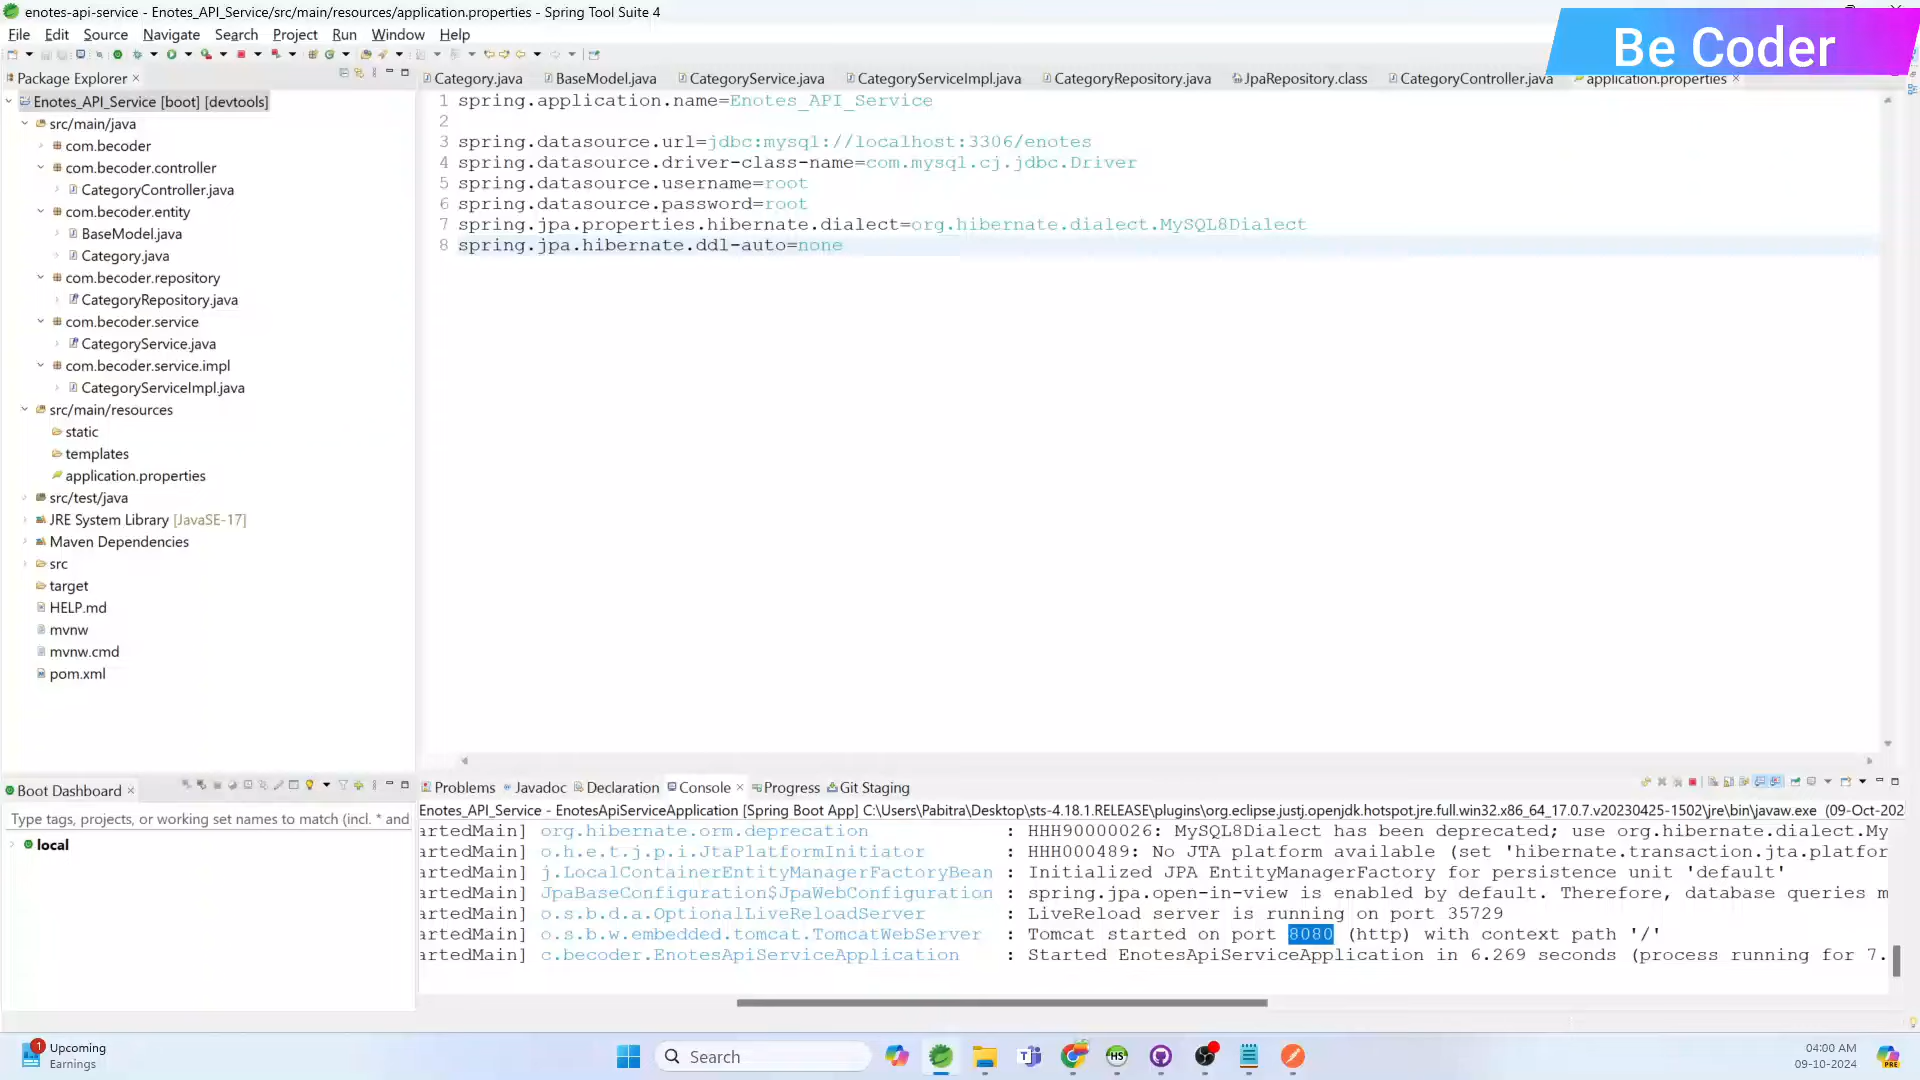 enotes-api-service - Enotes_API_Service/src/main/resources/application.properties - Spring Tool Suite 4
Be Coder
File Edit Source Navigate Search Project Run Window Help
Package Explorer
Category.java BaseModel.java CategoryService.java CategoryServiceImpl.java CategoryRepository.java JpaRepository.class CategoryController.java application.properties
Enotes_API_Service [boot] [devtools]
src/main/java
com.becoder
com.becoder.controller
CategoryController.java
com.becoder.entity
BaseModel.java
Category.java
com.becoder.repository
CategoryRepository.java
com.becoder.service
CategoryService.java
com.becoder.service.impl
CategoryServiceImpl.java
src/main/resources
static
templates
application.properties
src/test/java
JRE System Library [JavaSE-17]
Maven Dependencies
src
target
HELP.md
mvnw
mvnw.cmd
pom.xml
1 spring.application.name=Enotes_API_Service
2
3 spring.datasource.url=jdbc:mysql://localhost:3306/enotes
4 spring.datasource.driver-class-name=com.mysql.cj.jdbc.Driver
5 spring.datasource.username=root
6 spring.datasource.password=root
7 spring.jpa.properties.hibernate.dialect=org.hibernate.dialect.MySQL8Dialect
8 spring.jpa.hibernate.ddl-auto=none
Boot Dashboard
Type tags, projects, or working set names to match (incl. * and
local
Problems Javadoc Declaration Console Progress Git Staging
Enotes_API_Service - EnotesApiServiceApplication [Spring Boot App] C:\Users\Pabitra\Desktop\sts-4.18.1.RELEASE\plugins\org.eclipse.justj.openjdk.hotspot.jre.full.win32.x86_64_17.0.7.v20230425-1502\jre\bin\javaw.exe (09-Oct-202
artedMain] org.hibernate.orm.deprecation : HHH90000026: MySQL8Dialect has been deprecated; use org.hibernate.dialect.My
artedMain] o.h.e.t.j.p.i.JtaPlatformInitiator : HHH000489: No JTA platform available (set 'hibernate.transaction.jta.platfor
artedMain] j.LocalContainerEntityManagerFactoryBean : Initialized JPA EntityManagerFactory for persistence unit 'default'
artedMain] JpaBaseConfiguration$JpaWebConfiguration : spring.jpa.open-in-view is enabled by default. Therefore, database queries m
artedMain] o.s.b.d.a.OptionalLiveReloadServer : LiveReload server is running on port 35729
artedMain] o.s.b.w.embedded.tomcat.TomcatWebServer : Tomcat started on port 8080 (http) with context path '/'
artedMain] c.becoder.EnotesApiServiceApplication : Started EnotesApiServiceApplication in 6.269 seconds (process running for 7.
1
Upcoming
Earnings
Search
04:00 AM
09-10-2024